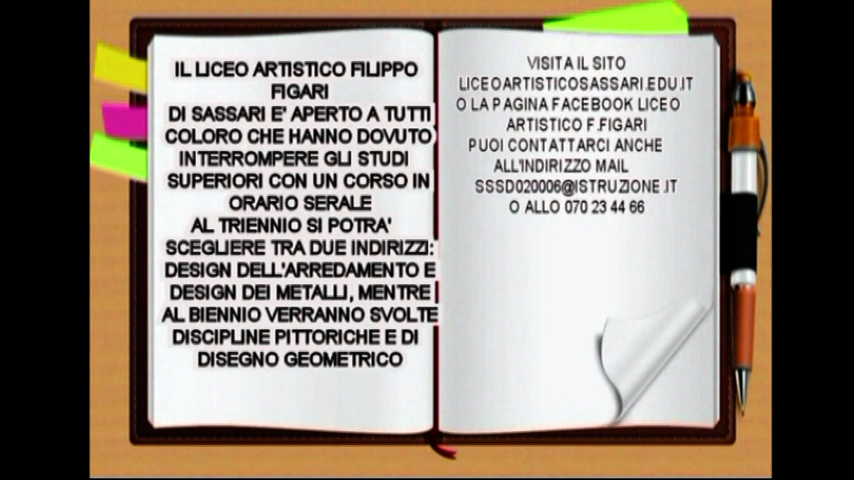 IL LICEO ARTISTICO FILIPPO
FIGARI
DI SASSARI E' APERTO A TUTTI
COLORO CHE HANNO DOVUTO
INTERROMPERE GLI STUDI
SUPERIORI CON UN CORSO IN
ORARIO SERALE
AL TRIENNIO SI POTRA'
SCEGLIERE TRA DUE INDIRIZZI:
DESIGN DELL'ARREDAMENTO E
DESIGN DEI METALLI, MENTRE
AL BIENNIO VERRANNO SVOLTE
DISCIPLINE PITTORICHE E DI
DISEGNO GEOMETRICO
VISITA IL SITO
LICEOARTISTICOSASSARI.EDU.IT
O LA PAGINA FACEBOOK LICEO
ARTISTICO F.FIGARI
PUOI CONTATTARCI ANCHE
ALL'INDIRIZZO MAIL
SSSD020006@ISTRUZIONE.IT
O ALLO 070 23 44 66